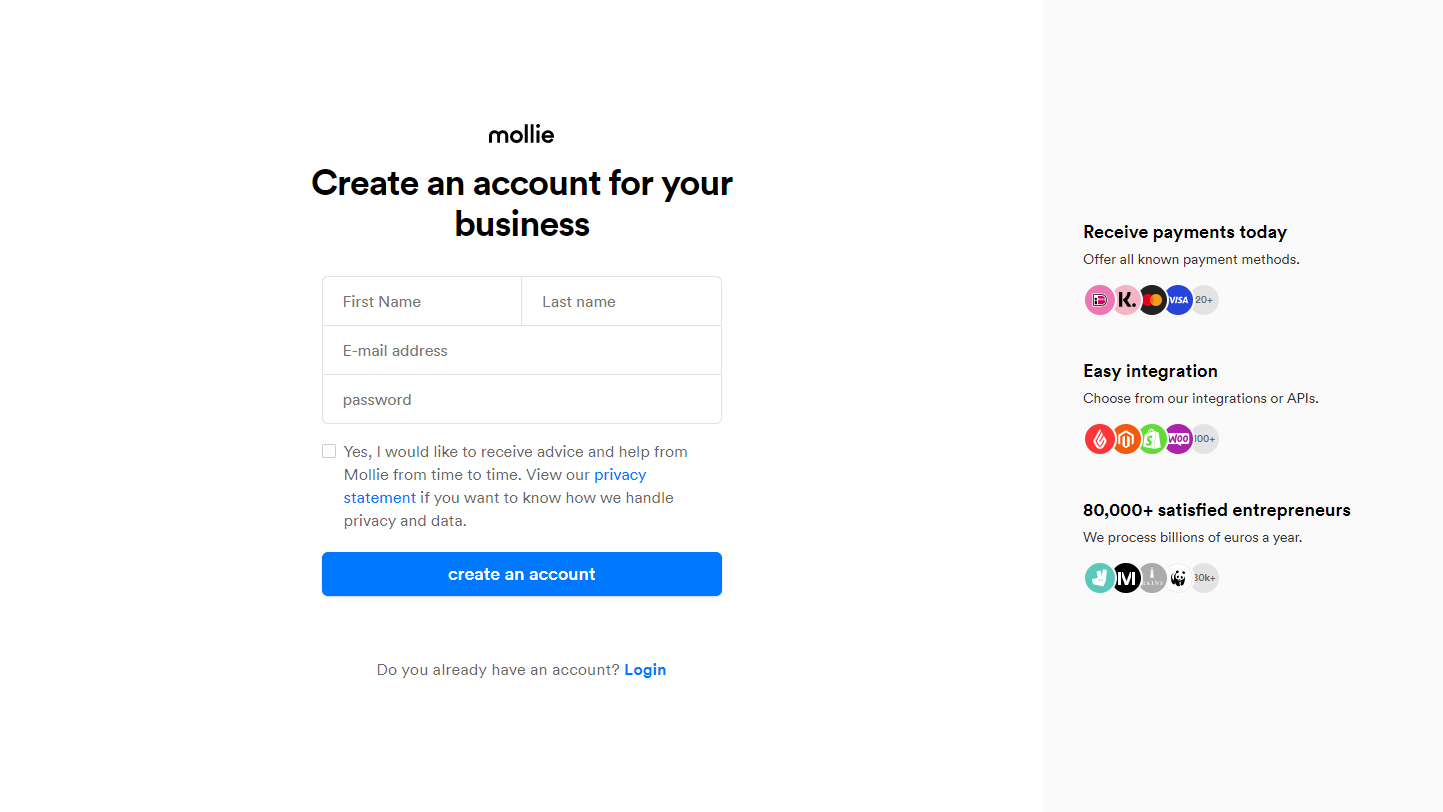 mollie
Create an account for your
business
First Name
Last name
E-mail address
password
Yes, I would like to receive advice and help from
Mollie from time to time. View our privacy
statement if you want to know how we handle
privacy and data.
create an account
Do you already have an account? Login
Receive payments today
Offer all known payment methods.
K. VISA 20+
Easy integration
Choose from our integrations or APIs.
S WOO 100+
80,000+ satisfied entrepreneurs
We process billions of euros a year.
M 80k+